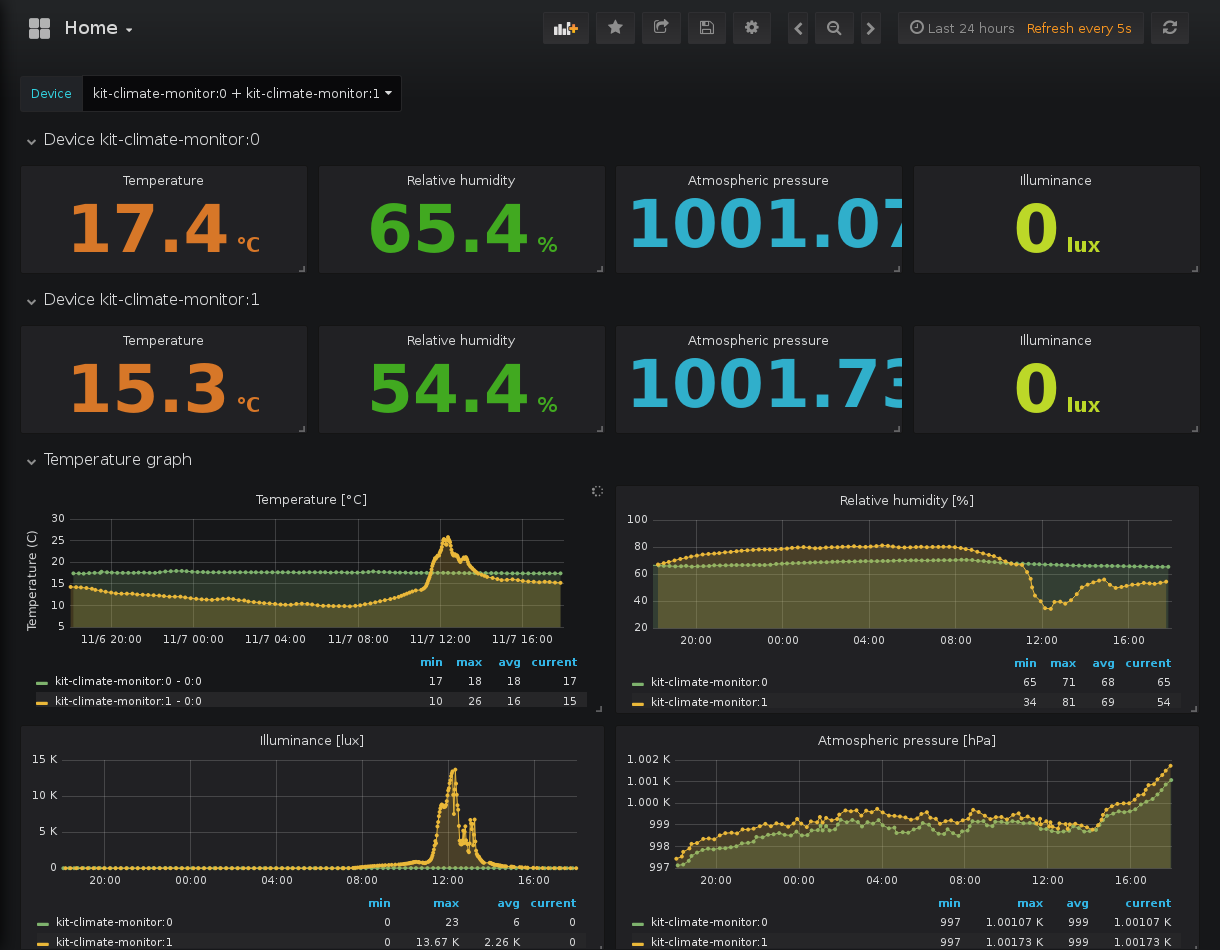 Home
Last 24 hours Refresh every 5s
Device kit-climate-monitor:0 + kit-climate-monitor:1
Device kit-climate-monitor:0
Temperature Relative humidity Atmospheric pressure Illuminance
17.4 °C 65.4 % 1001.07 0 lux
Device kit-climate-monitor:1
Temperature Relative humidity Atmospheric pressure Illuminance
15.3 °C 54.4 % 1001.73 0 lux
Temperature graph
Temperature [°C]
Temperature (C)
30
25
20
15
10
5
11/6 20:00 11/7 00:00 11/7 04:00 11/7 08:00 11/7 12:00 11/7 16:00
min max avg current
kit-climate-monitor:0 - 0:0 17 18 18 17
kit-climate-monitor:1 - 0:0 10 26 16 15
Relative humidity [%]
100
80
60
40
20
20:00 00:00 04:00 08:00 12:00 16:00
min max avg current
kit-climate-monitor:0 65 71 68 65
kit-climate-monitor:1 34 81 69 54
Illuminance [lux]
15 K
10 K
5 K
0
20:00 00:00 04:00 08:00 12:00 16:00
min max avg current
kit-climate-monitor:0 0 23 6 0
kit-climate-monitor:1 0 13.67 K 2.26 K 0
Atmospheric pressure [hPa]
1.002 K
1.001 K
1.000 K
999
998
997
20:00 00:00 04:00 08:00 12:00 16:00
min max avg current
kit-climate-monitor:0 997 1.00107 K 999 1.00107 K
kit-climate-monitor:1 997 1.00173 K 999 1.00173 K